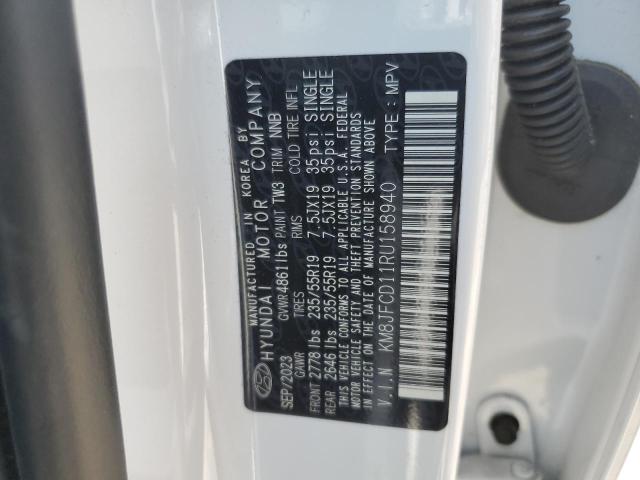 MANUFACTURED IN KOREA BY
HYUNDAI MOTOR COMPANY
SEP/2023 GVWR 4861lbs PAINT TW3 TRIM NNB
GAWR TIRES RIMS COLD TIRE INFL
FRONT 2778 lbs 235/55R19 7.5JX19 35psi SINGLE
REAR 2646 lbs 235/55R19 7.5JX19 35psi SINGLE
THIS VEHICLE CONFORMS TO ALL APPLICABLE U.S.A. FEDERAL
MOTOR VEHICLE SAFETY AND THEFT PREVENTION STANDARDS
IN EFFECT ON THE DATE OF MANUFACTURE SHOWN ABOVE
V.I.N KM8JFCD11RU158940 TYPE : MPV